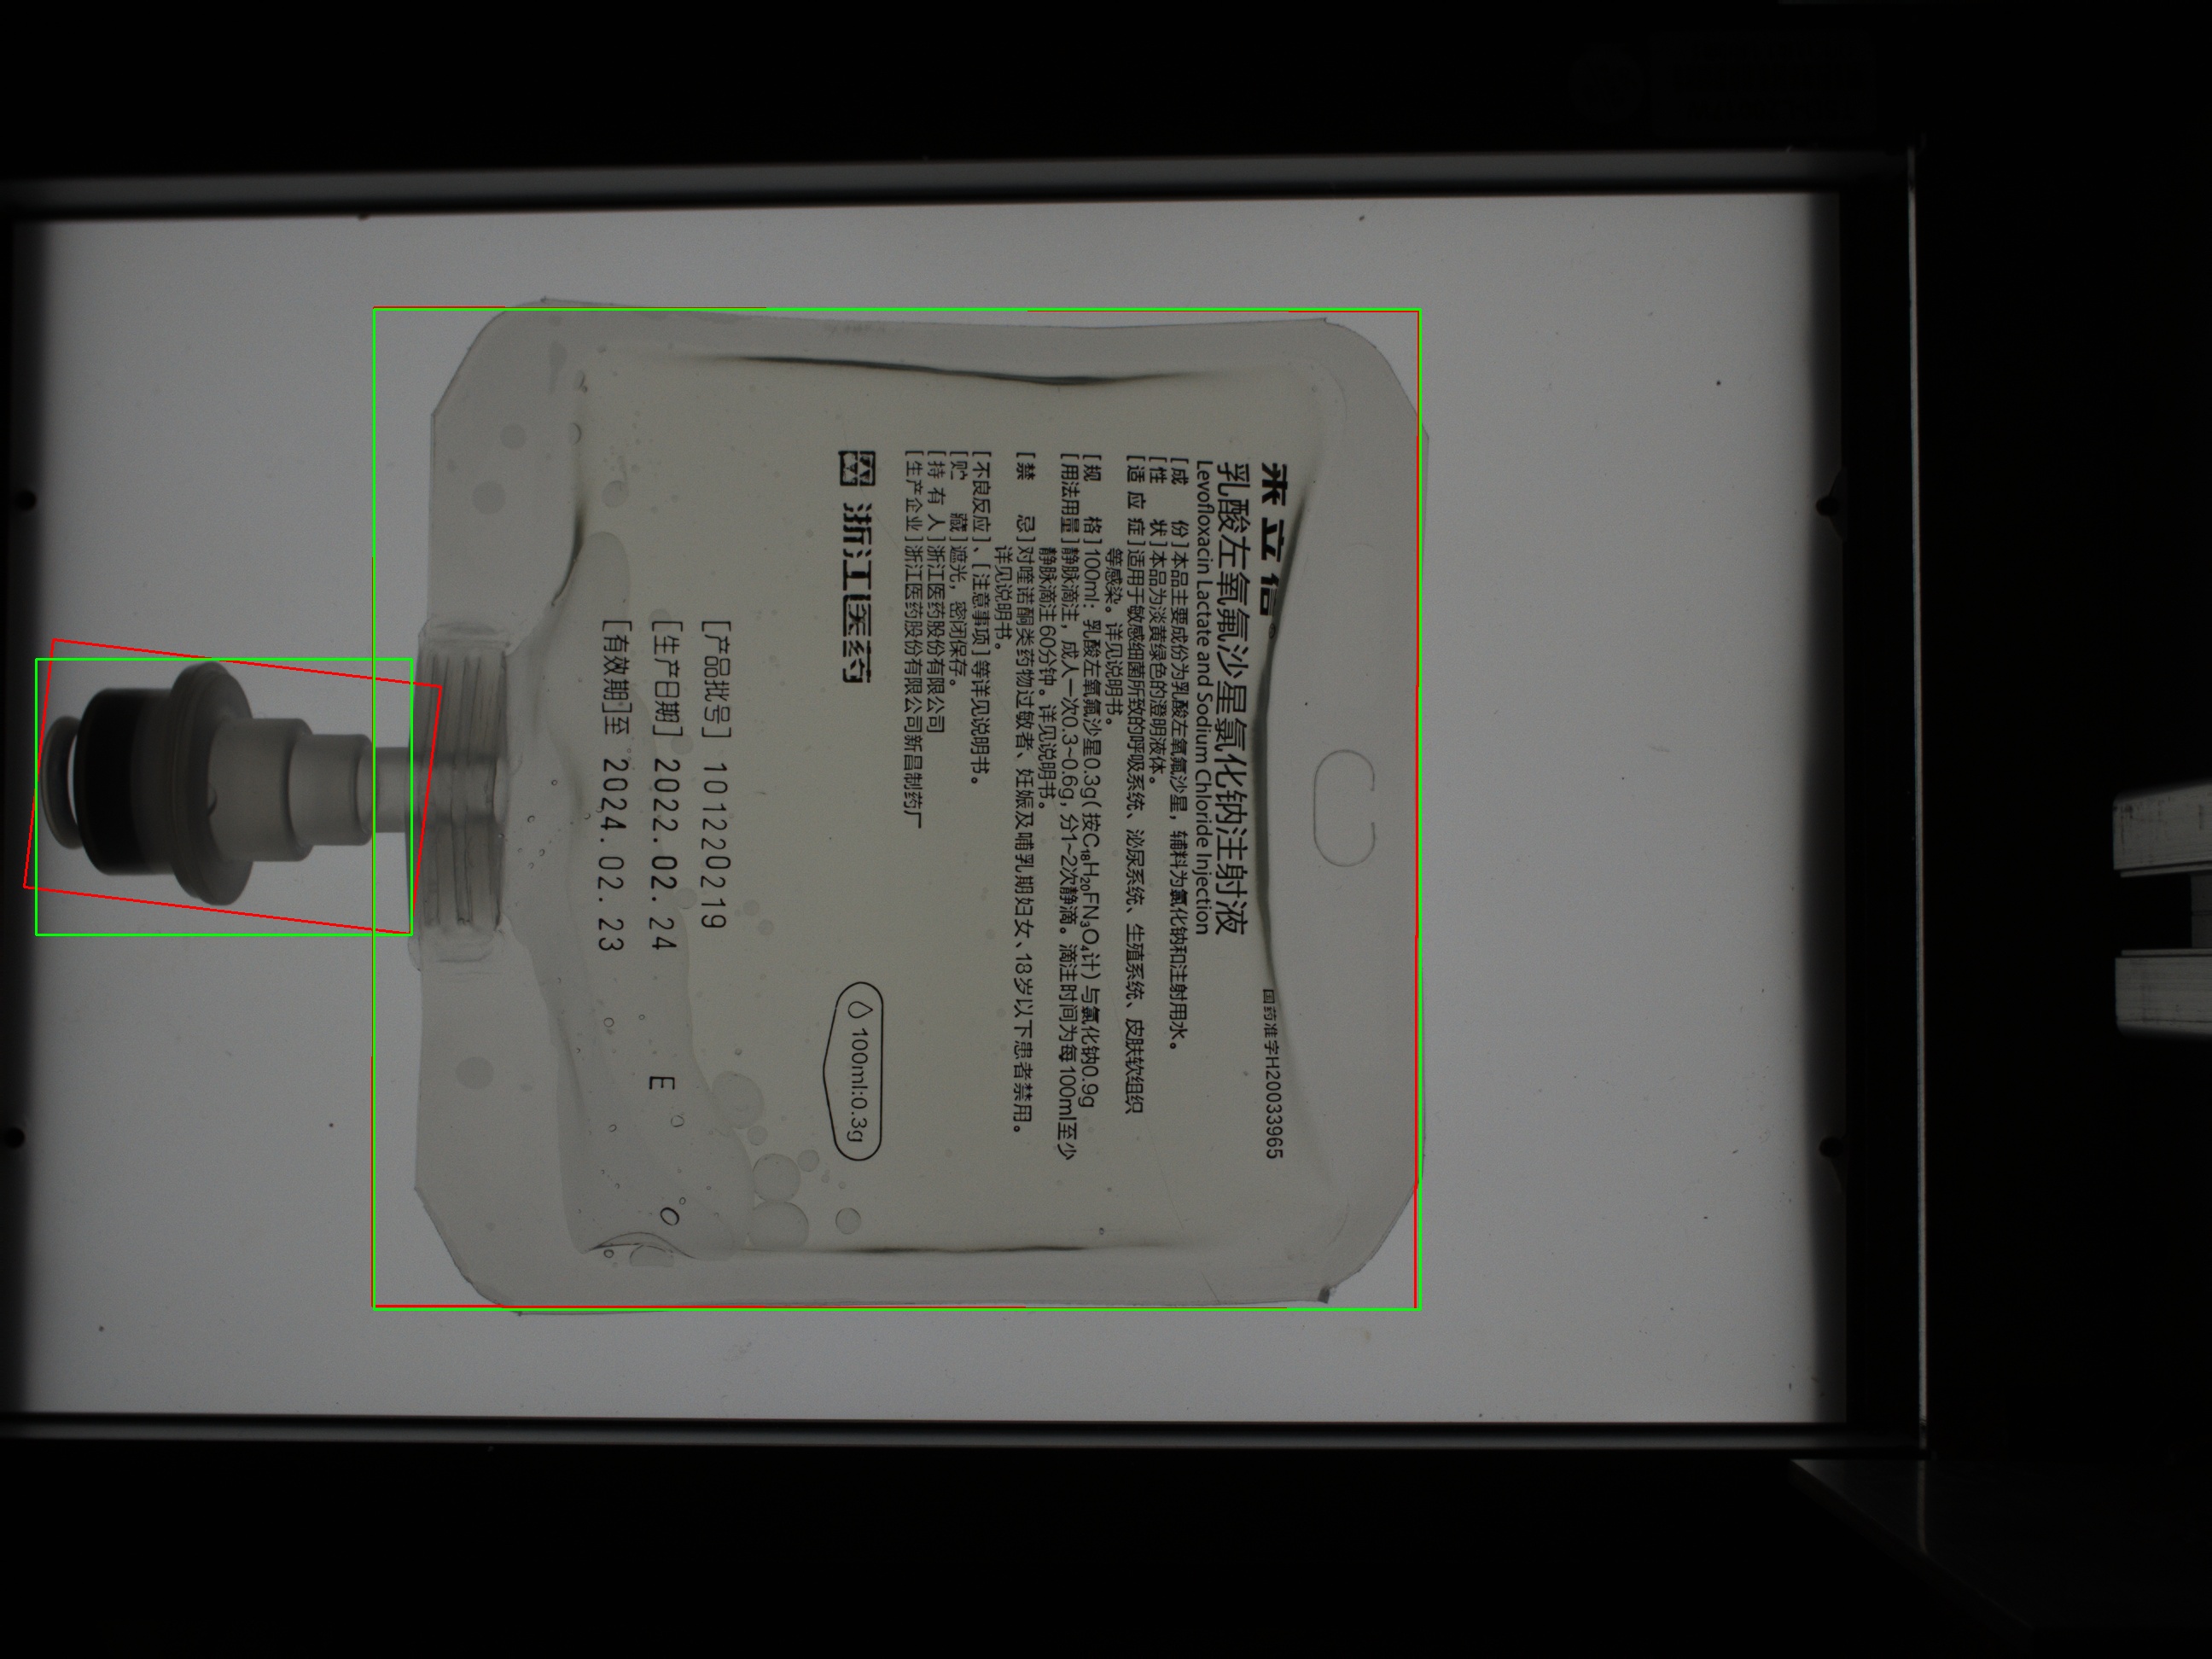 来立信®
国药准字H20033965
乳酸左氧氟沙星氯化钠注射液
Levofloxacin Lactate and Sodium Chloride Injection
[成 份]本品主要成份为乳酸左氧氟沙星，辅料为氯化钠和注射用水。
[性 状]本品为淡黄绿色的澄明液体。
[适 应 症]适用于敏感细菌所致的呼吸系统、泌尿系统、生殖系统、皮肤软组织
等感染。详见说明书。
[规 格]100ml：乳酸左氧氟沙星0.3g(按C₁₈H₂₀FN₃O₄计)与氯化钠0.9g
[用法用量]静脉滴注，成人一次0.3~0.6g，分1~2次静滴。滴注时间为每100ml至少
静脉滴注60分钟。详见说明书。
[禁 忌]对喹诺酮类药物过敏者、妊娠及哺乳期妇女、18岁以下患者禁用。
详见说明书。
[不良反应]、[注意事项]等详见说明书。
[贮 藏]遮光，密闭保存。
[持 有 人]浙江医药股份有限公司
[生产企业]浙江医药股份有限公司新昌制药厂
浙江医药
100ml:0.3g
[产品批号] 101220219
[生产日期] 2022.02.24 E
[有效期]至 2024.02.23